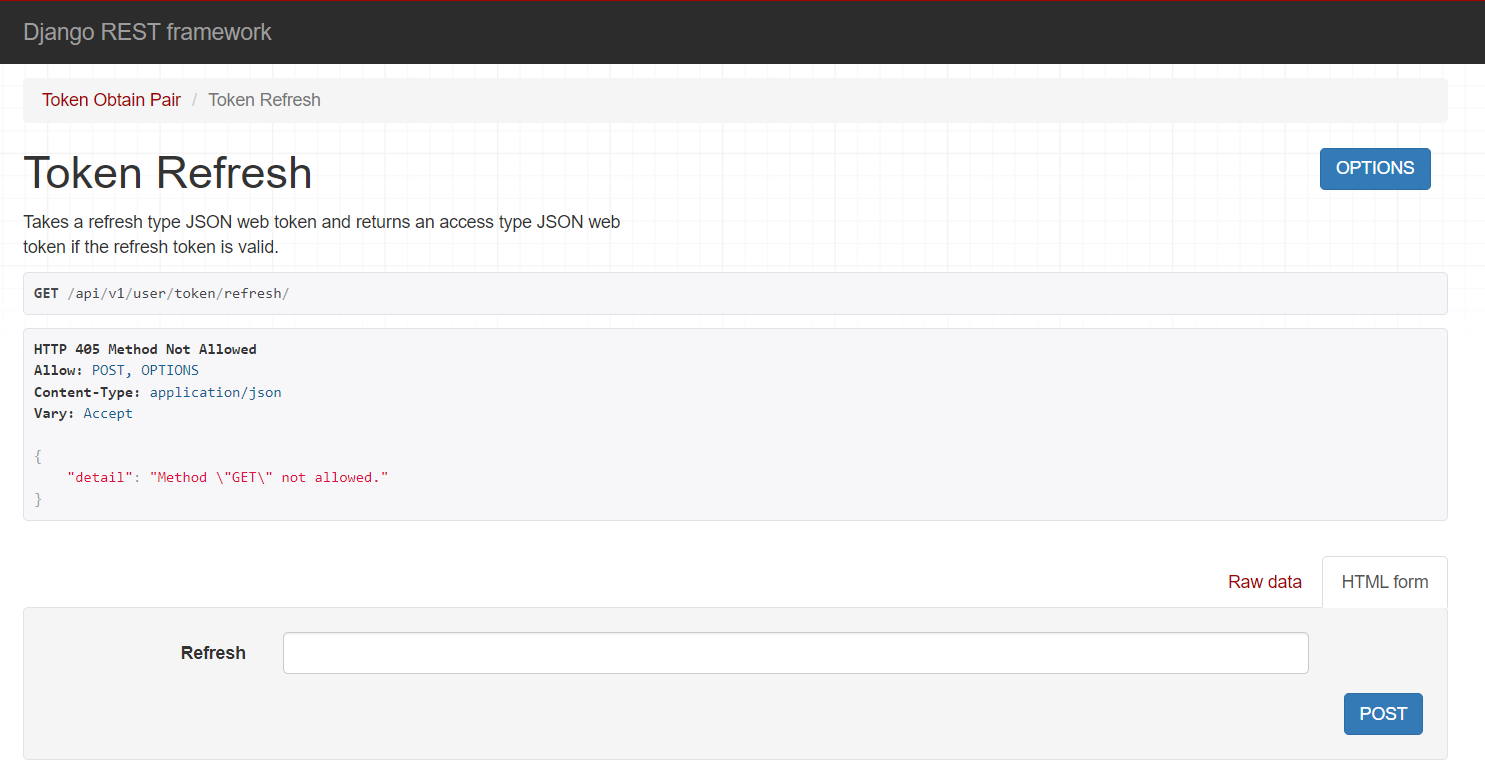 Django REST framework
Token Obtain Pair / Token Refresh
Token Refresh
OPTIONS
Takes a refresh type JSON web token and returns an access type JSON web
token if the refresh token is valid.
GET /api/v1/user/token/refresh/
HTTP 405 Method Not Allowed
Allow: POST, OPTIONS
Content-Type: application/json
Vary: Accept
{
    "detail": "Method \"GET\" not allowed."
}
Raw data HTML form
Refresh
POST